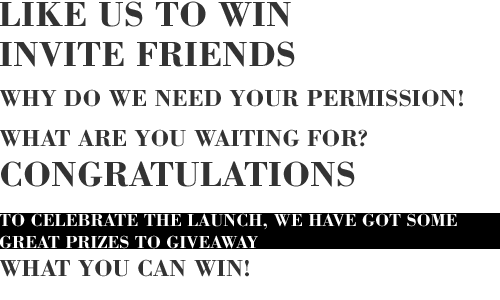 LIKE US TO WIN
INVITE FRIENDS
WHY DO WE NEED YOUR PERMISSION!
WHAT ARE YOU WAITING FOR?
CONGRATULATIONS
TO CELEBRATE THE LAUNCH, WE HAVE GOT SOME
GREAT PRIZES TO GIVEAWAY
WHAT YOU CAN WIN!